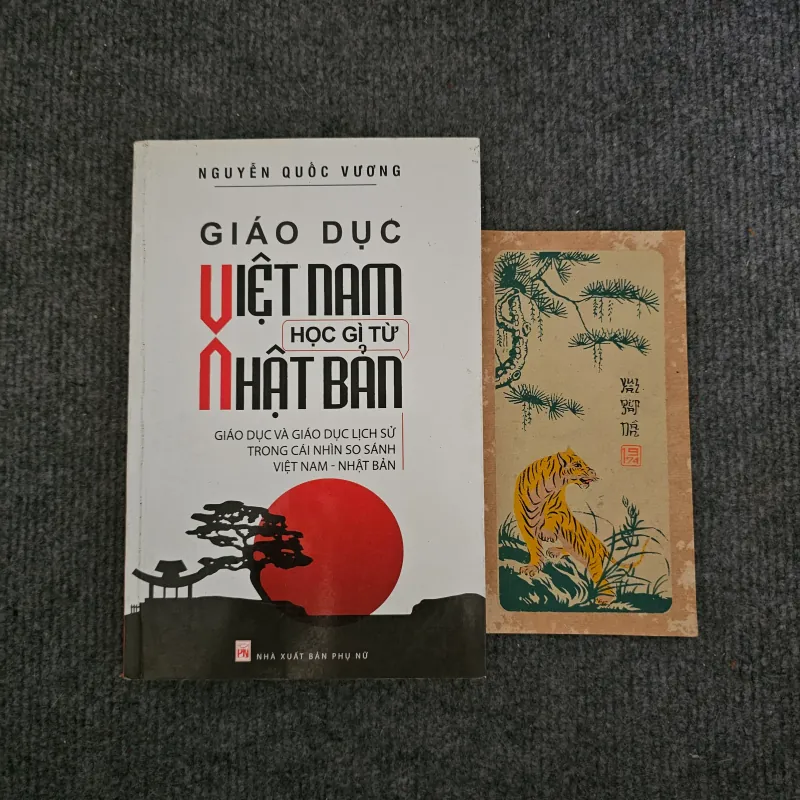 NGUYỄN QUỐC VƯƠNG
GIÁO DỤC
VIỆT NAM
HỌC GÌ TỪ
NHẬT BẢN
GIÁO DỤC VÀ GIÁO DỤC LỊCH SỬ
TRONG CÁI NHÌN SO SÁNH
VIỆT NAM - NHẬT BẢN
PN
NHÀ XUẤT BẢN PHỤ NỮ
1974